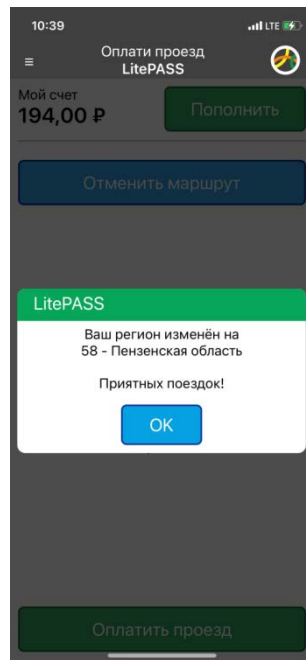 10:39
LTE
Оплати проезд
LitePASS
Мой счет
194,00 ₽
Пополнить
Отменить маршрут
LitePASS
Ваш регион изменён на
58 - Пензенская область
Приятных поездок!
OK
Оплатить проезд